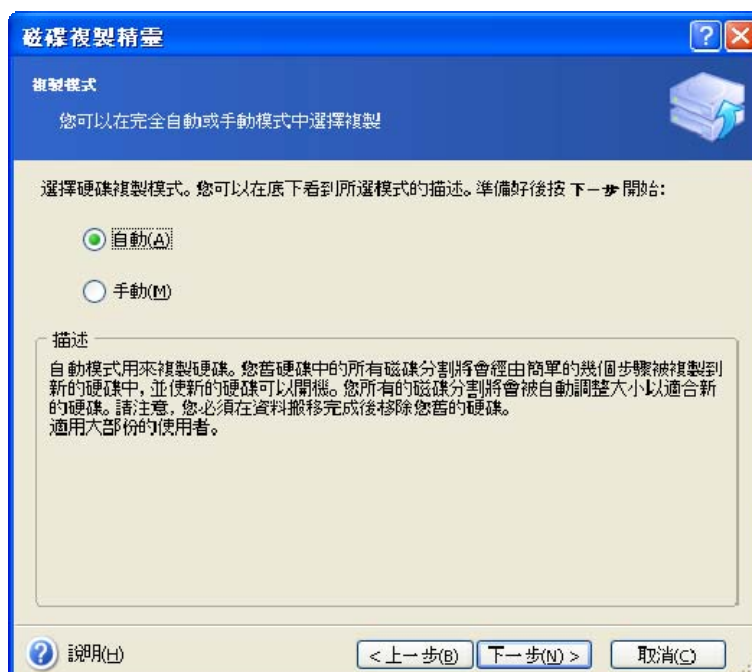 磁碟複製精靈
複製模式
您可以在完全自動或手動模式中選擇複製
選擇硬碟複製模式。您可以在底下看到所選模式的描述。準備好後按 下一步 開始:
自動(A)
手動(M)
描述
自動模式用來複製硬碟。您舊硬碟中的所有磁碟分割將會經由簡單的幾個步驟被複製到
新的硬碟中, 並使新的硬碟可以開機。您所有的磁碟分割將會被自動調整大小以適合新
的硬碟。請注意, 您必須在資料搬移完成後移除您舊的硬碟。
適用大部份的使用者。
說明(H)
< 上一步(B)
下一步(N) >
取消(C)